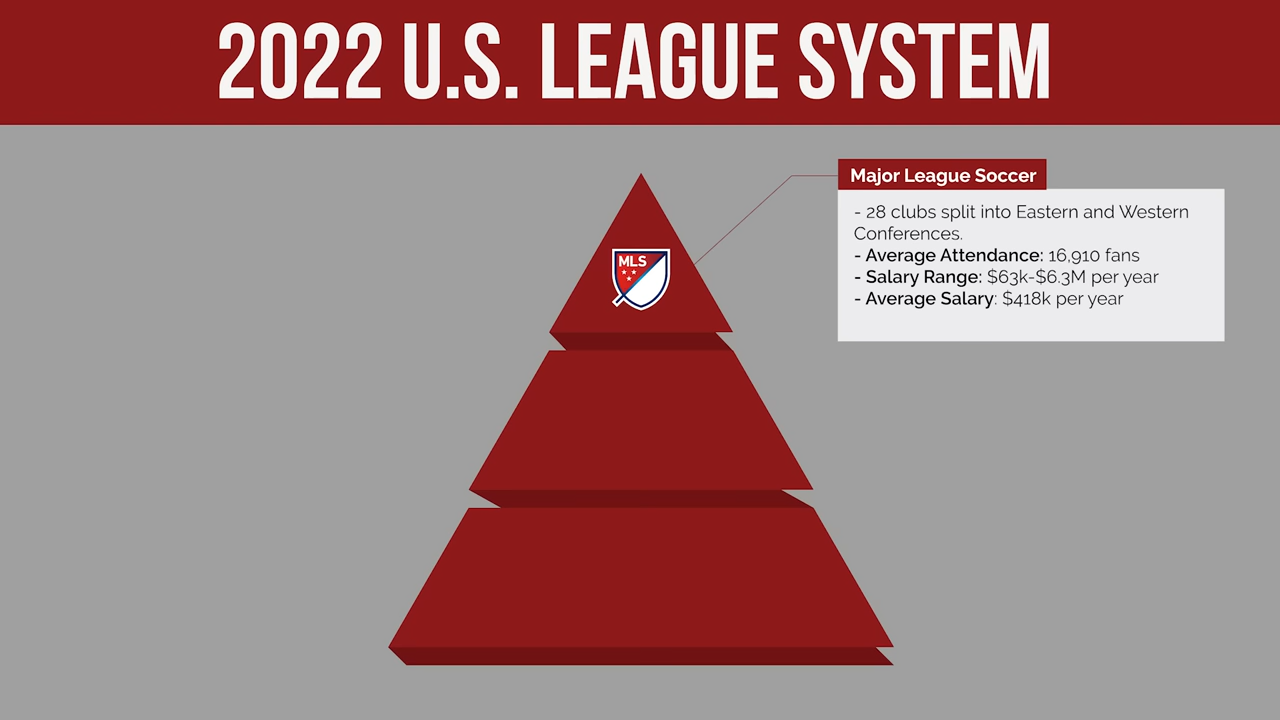 2022 U.S. LEAGUE SYSTEM
Major League Soccer
- 28 clubs split into Eastern and Western
Conferences.
- Average Attendance: 16,910 fans
- Salary Range: $63k-$6.3M per year
- Average Salary: $418k per year
MLS